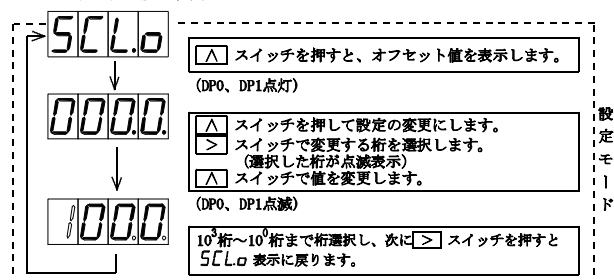 SCL.o
∧ スイッチを押すと、オフセット値を表示します。
(DP0、DP1点灯)
000.0.
∧ スイッチを押して設定の変更にします。
> スイッチで変更する桁を選択します。
(選択した桁が点滅表示)
∧ スイッチで値を変更します。
(DP0、DP1点滅)
100.0.
10³桁～10⁰桁まで桁選択し、次に > スイッチを押すと
SCL.o 表示に戻ります。
設定モード